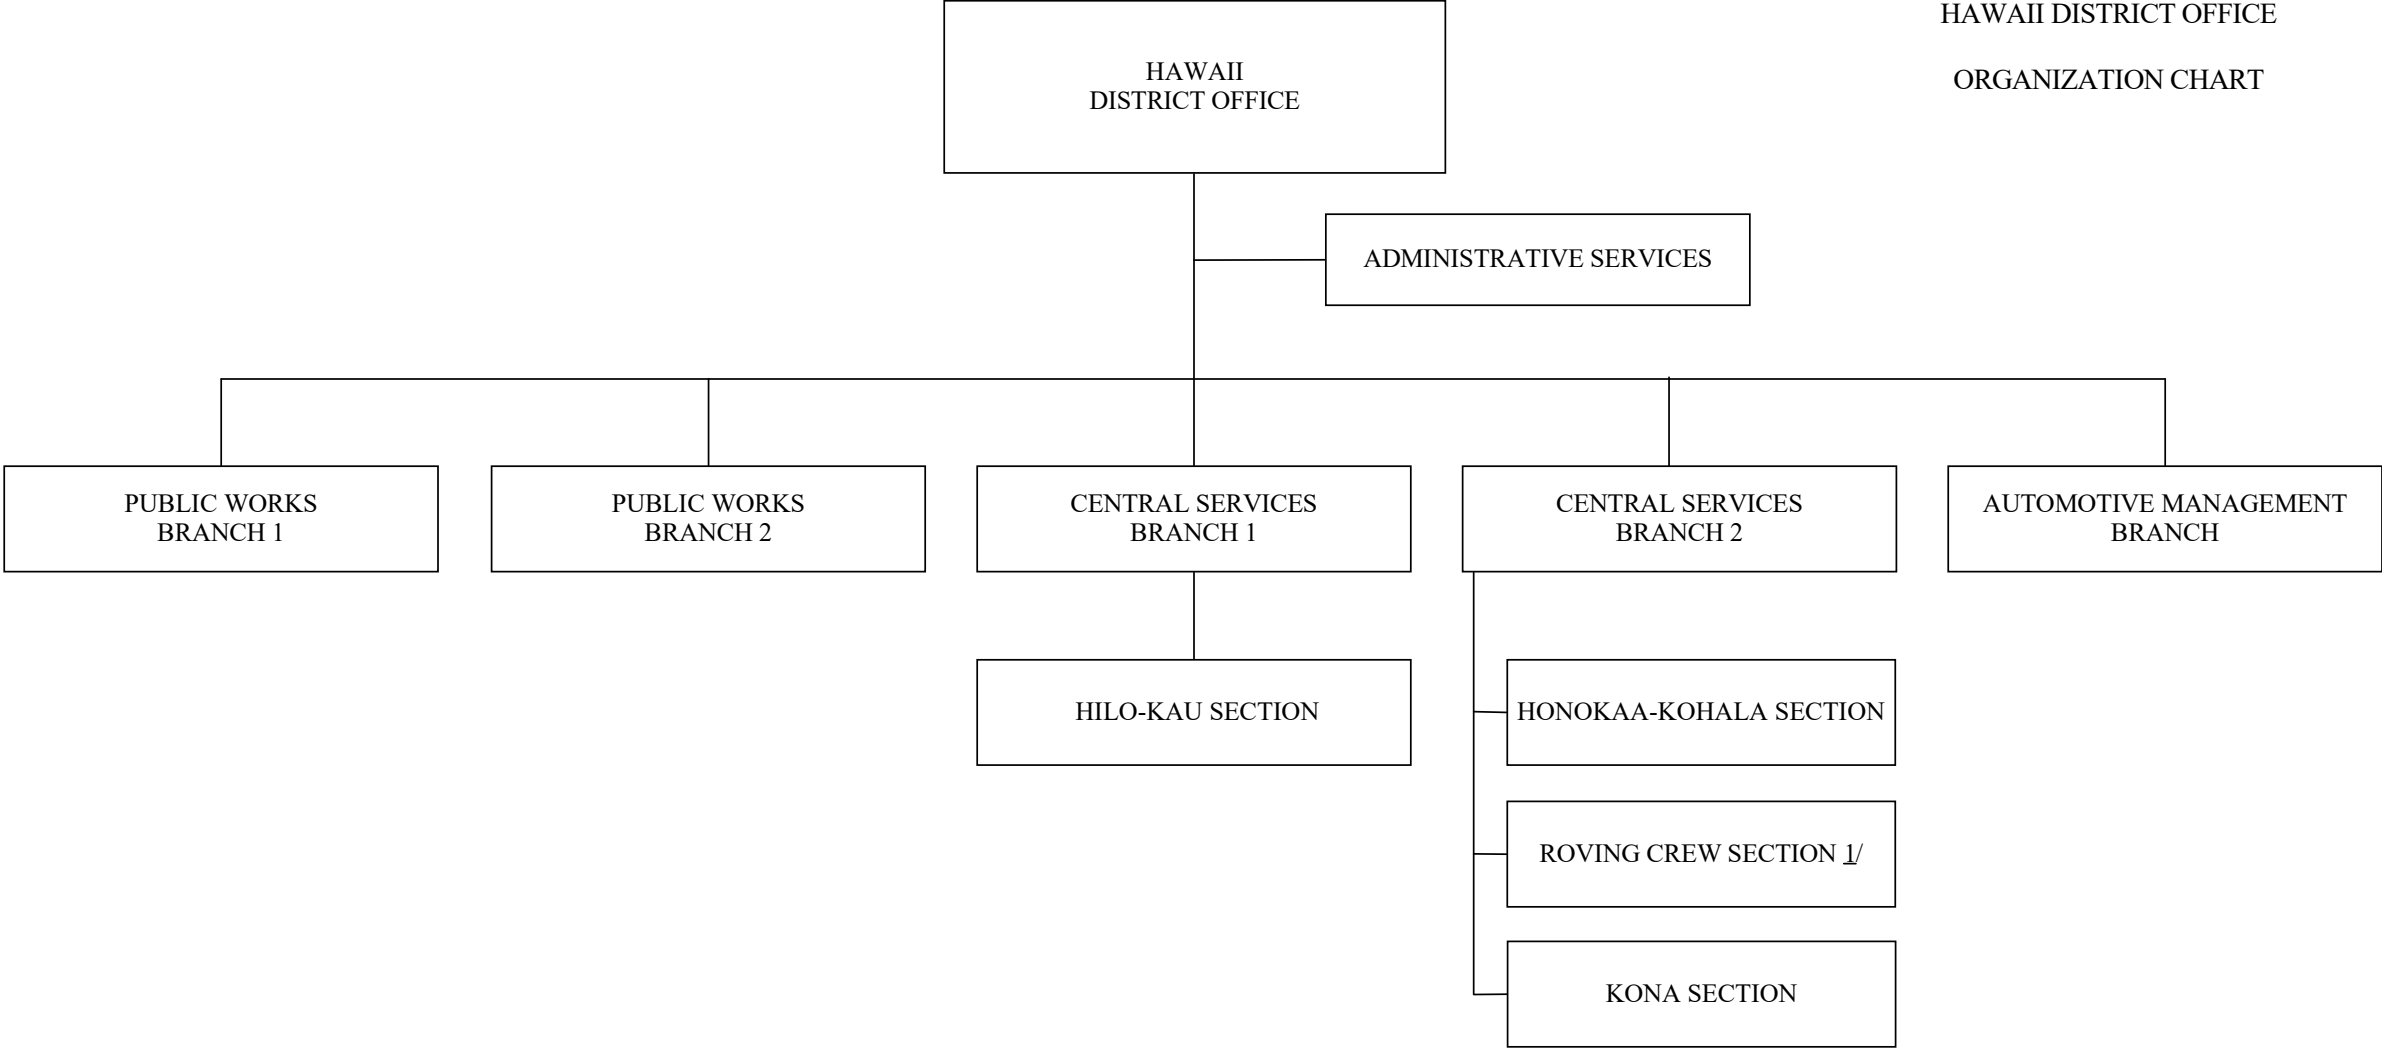 HAWAII DISTRICT OFFICE
ORGANIZATION CHART
HAWAII
DISTRICT OFFICE
ADMINISTRATIVE SERVICES
PUBLIC WORKS
BRANCH 1
PUBLIC WORKS
BRANCH 2
CENTRAL SERVICES
BRANCH 1
CENTRAL SERVICES
BRANCH 2
AUTOMOTIVE MANAGEMENT
BRANCH
HILO-KAU SECTION
HONOKAA-KOHALA SECTION
ROVING CREW SECTION 1/
KONA SECTION